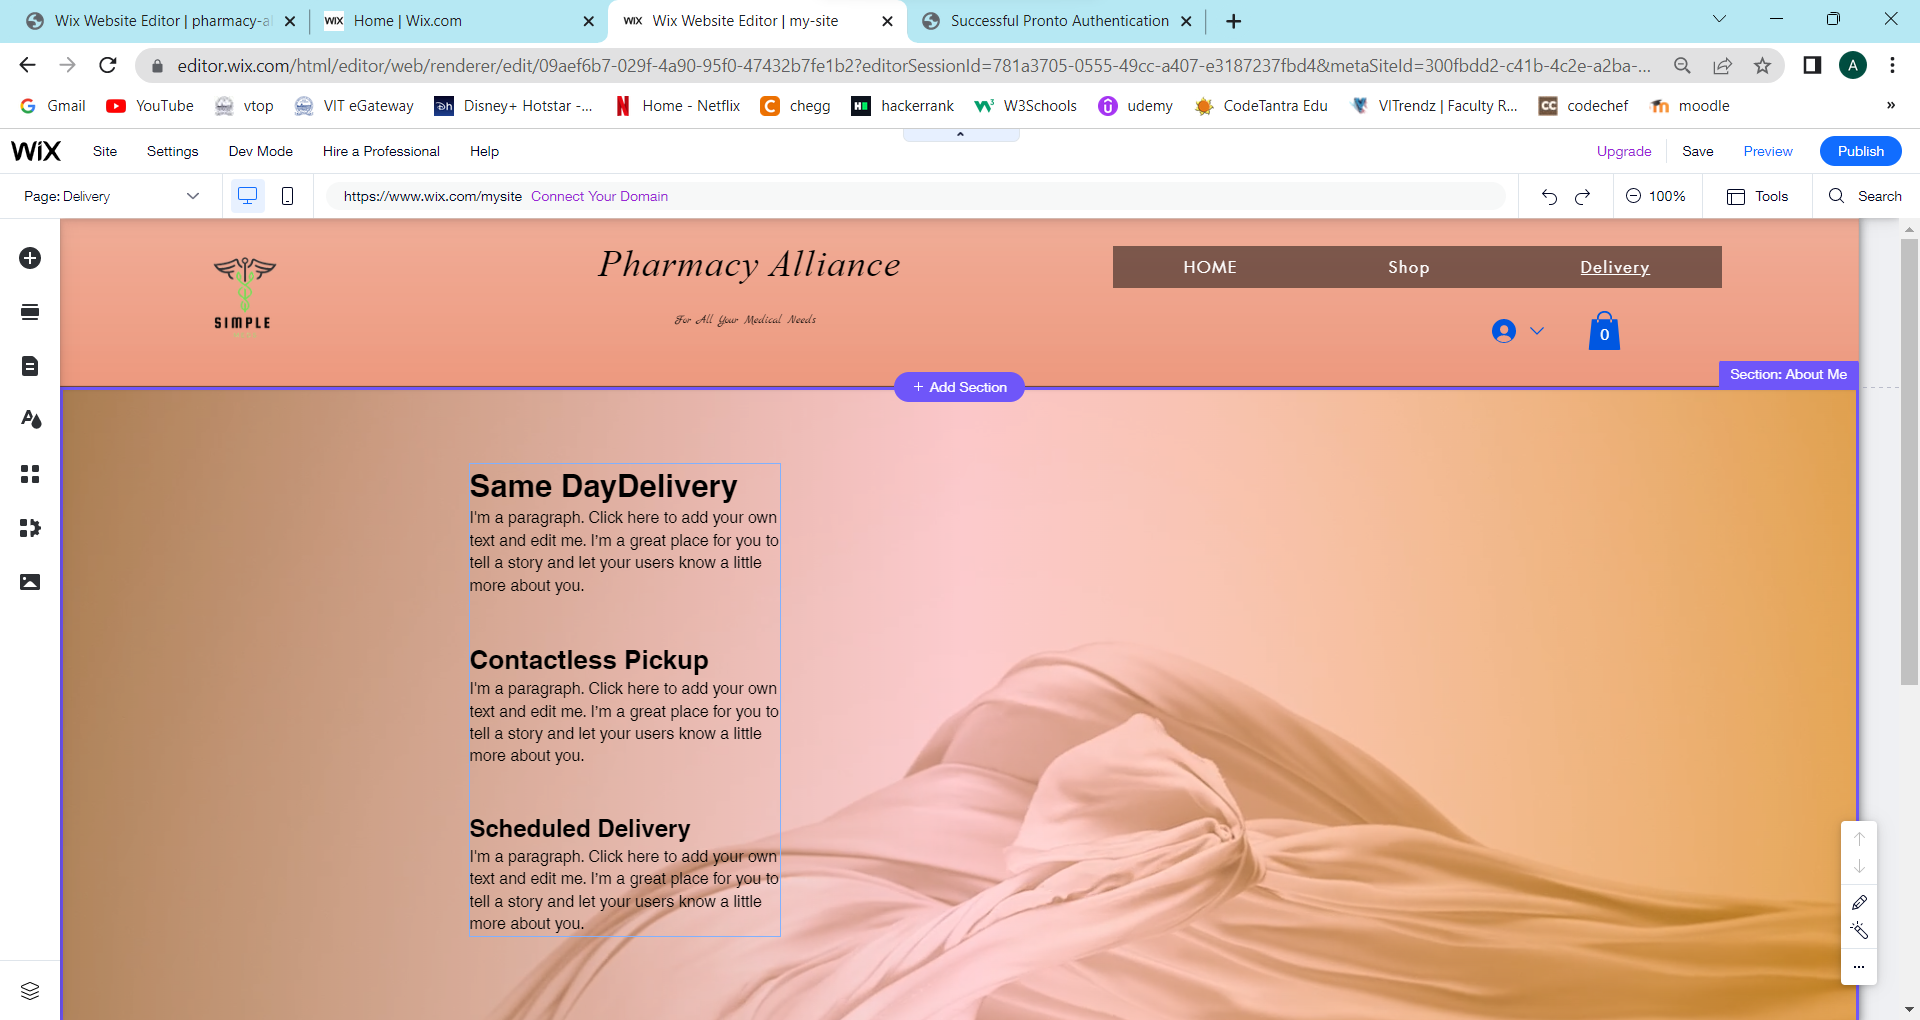 Wix Website Editor | pharmacy-al
WIX Home | Wix.com
WIX Wix Website Editor | my-site
Successful Pronto Authentication
editor.wix.com/html/editor/web/renderer/edit/09aef6b7-029f-4a90-95f0-47432b7fe1b2?editorSessionId=781a3705-0555-49cc-a407-e3187237fbd4&metaSiteId=300fbdd2-c41b-4c2e-a2ba-...
A
G Gmail YouTube vtop VIT eGateway Disney+ Hotstar -... N Home - Netflix C chegg H hackerrank W3Schools udemy CodeTantra Edu VITrendz | Faculty R... CC codechef moodle »
WIX Site Settings Dev Mode Hire a Professional Help Upgrade Save Preview Publish
Page: Delivery https://www.wix.com/mysite Connect Your Domain 100% Tools Search
SIMPLE
Pharmacy Alliance
For All Your Medical Needs
HOME Shop Delivery
0
+ Add Section
Section: About Me
Same DayDelivery
I'm a paragraph. Click here to add your own
text and edit me. I'm a great place for you to
tell a story and let your users know a little
more about you.
Contactless Pickup
I'm a paragraph. Click here to add your own
text and edit me. I'm a great place for you to
tell a story and let your users know a little
more about you.
Scheduled Delivery
I'm a paragraph. Click here to add your own
text and edit me. I'm a great place for you to
tell a story and let your users know a little
more about you.